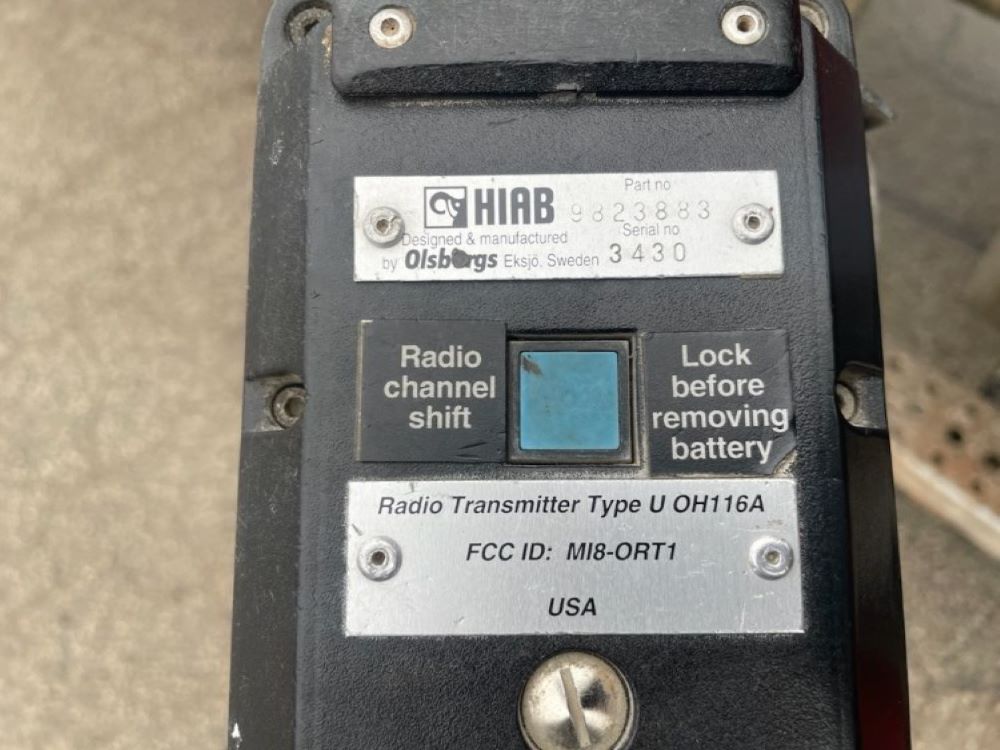 HIAB
Part no
9823883
Designed & manufactured
Serial no
by Olsbergs Eksjö, Sweden 3430
Radio
channel
shift
Lock
before
removing
battery
Radio Transmitter Type U OH116A
FCC ID: MI8-ORT1
USA